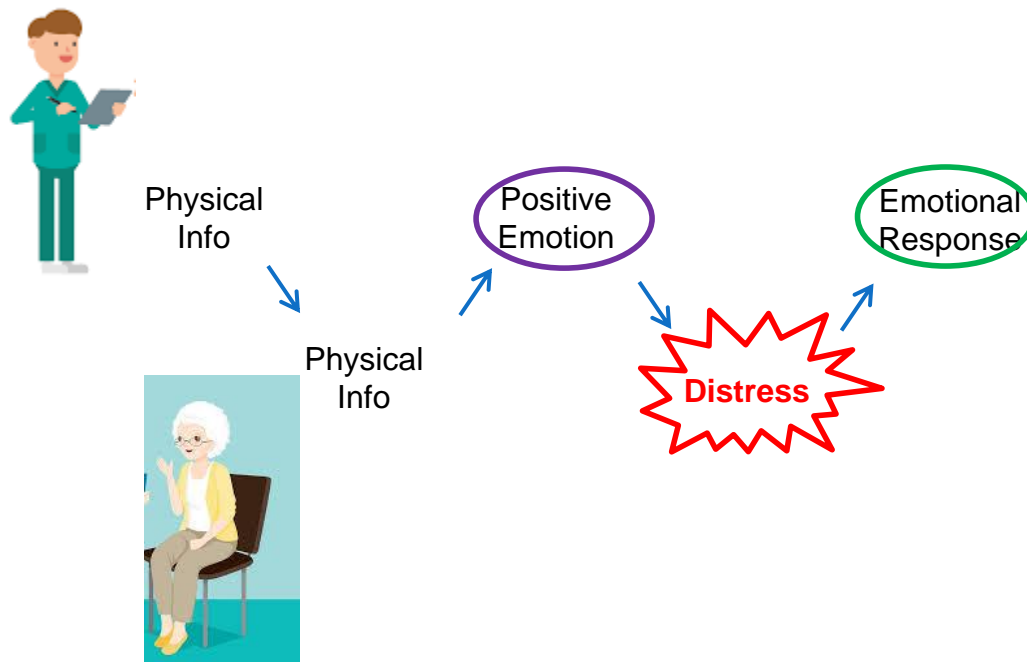 Physical
Info
Physical
Info
Positive
Emotion
Distress
Emotional
Response